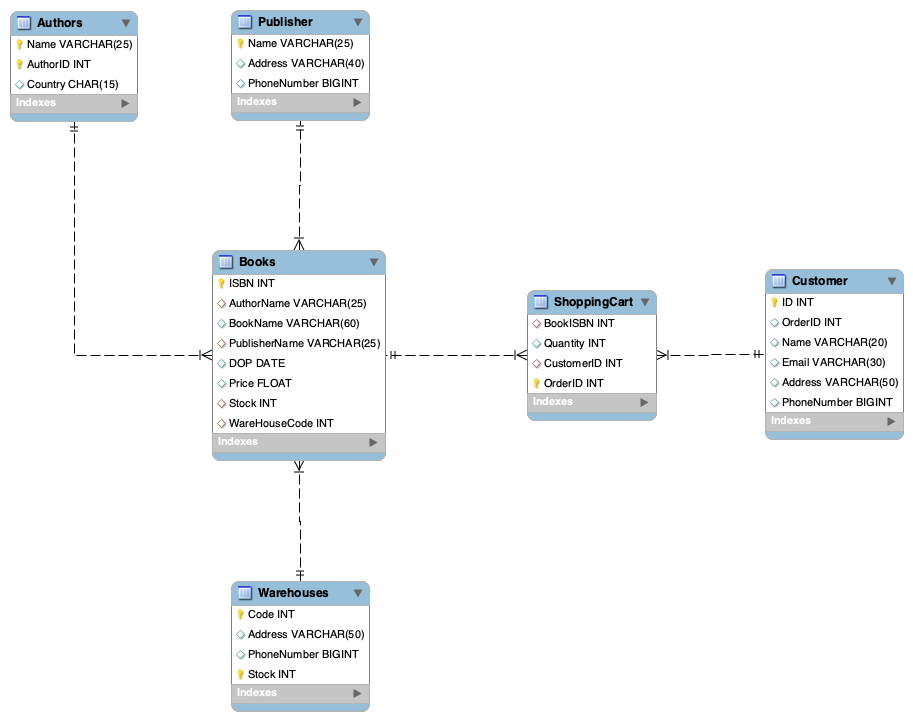 Authors
Name VARCHAR(25)
AuthorID INT
Country CHAR(15)
Indexes
Publisher
Name VARCHAR(25)
Address VARCHAR(40)
PhoneNumber BIGINT
Indexes
Books
ISBN INT
AuthorName VARCHAR(25)
BookName VARCHAR(60)
PublisherName VARCHAR(25)
DOP DATE
Price FLOAT
Stock INT
WareHouseCode INT
Indexes
ShoppingCart
BookISBN INT
Quantity INT
CustomerID INT
OrderID INT
Indexes
Customer
ID INT
OrderID INT
Name VARCHAR(20)
Email VARCHAR(30)
Address VARCHAR(50)
PhoneNumber BIGINT
Indexes
Warehouses
Code INT
Address VARCHAR(50)
PhoneNumber BIGINT
Stock INT
Indexes